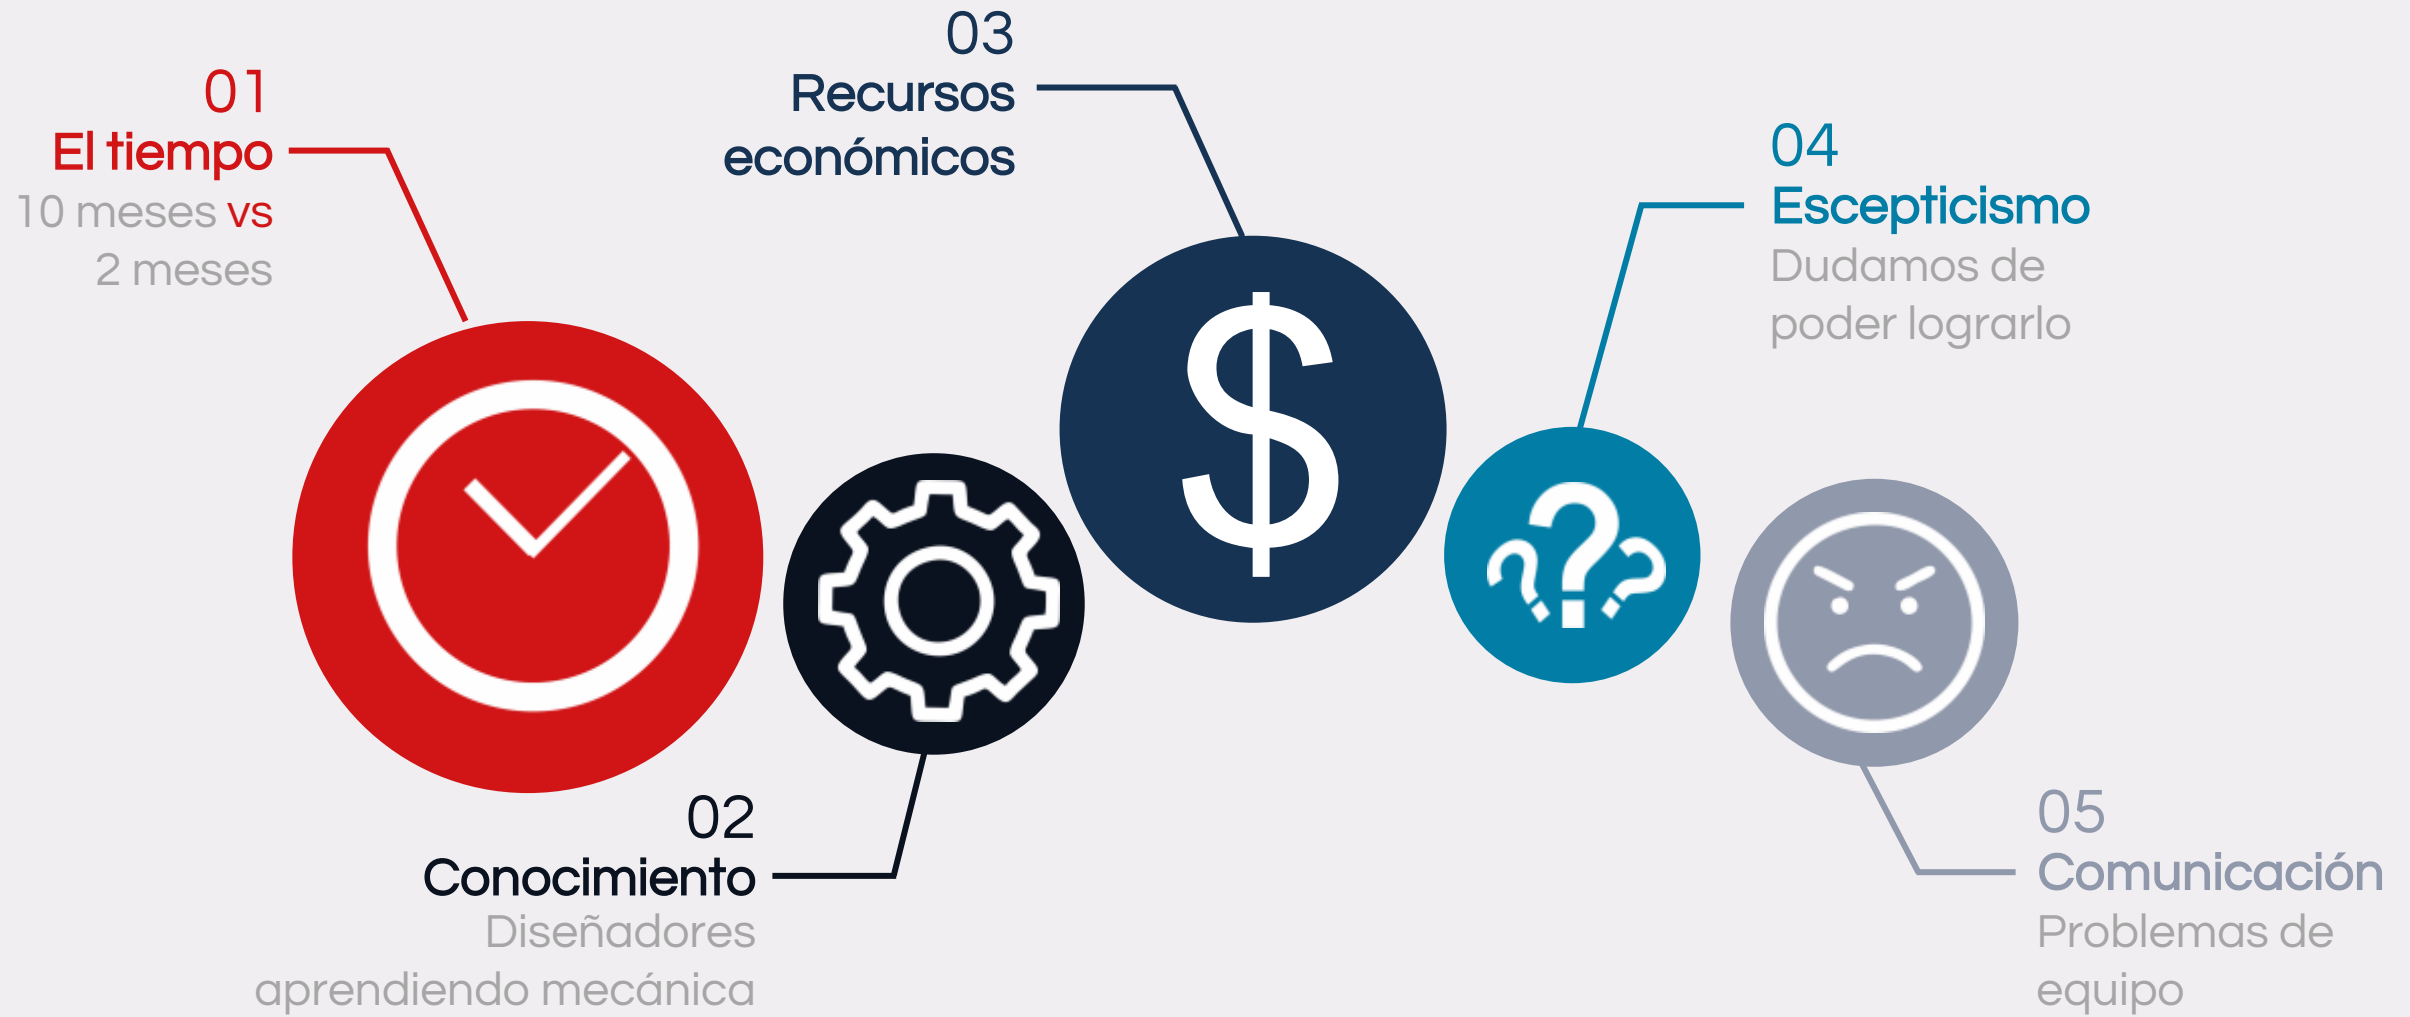 01
El tiempo
10 meses vs
2 meses
02
Conocimiento
Diseñadores
aprendiendo mecánica
03
Recursos
económicos
$
04
Escepticismo
Dudamos de
poder lograrlo
???
05
Comunicación
Problemas de
equipo